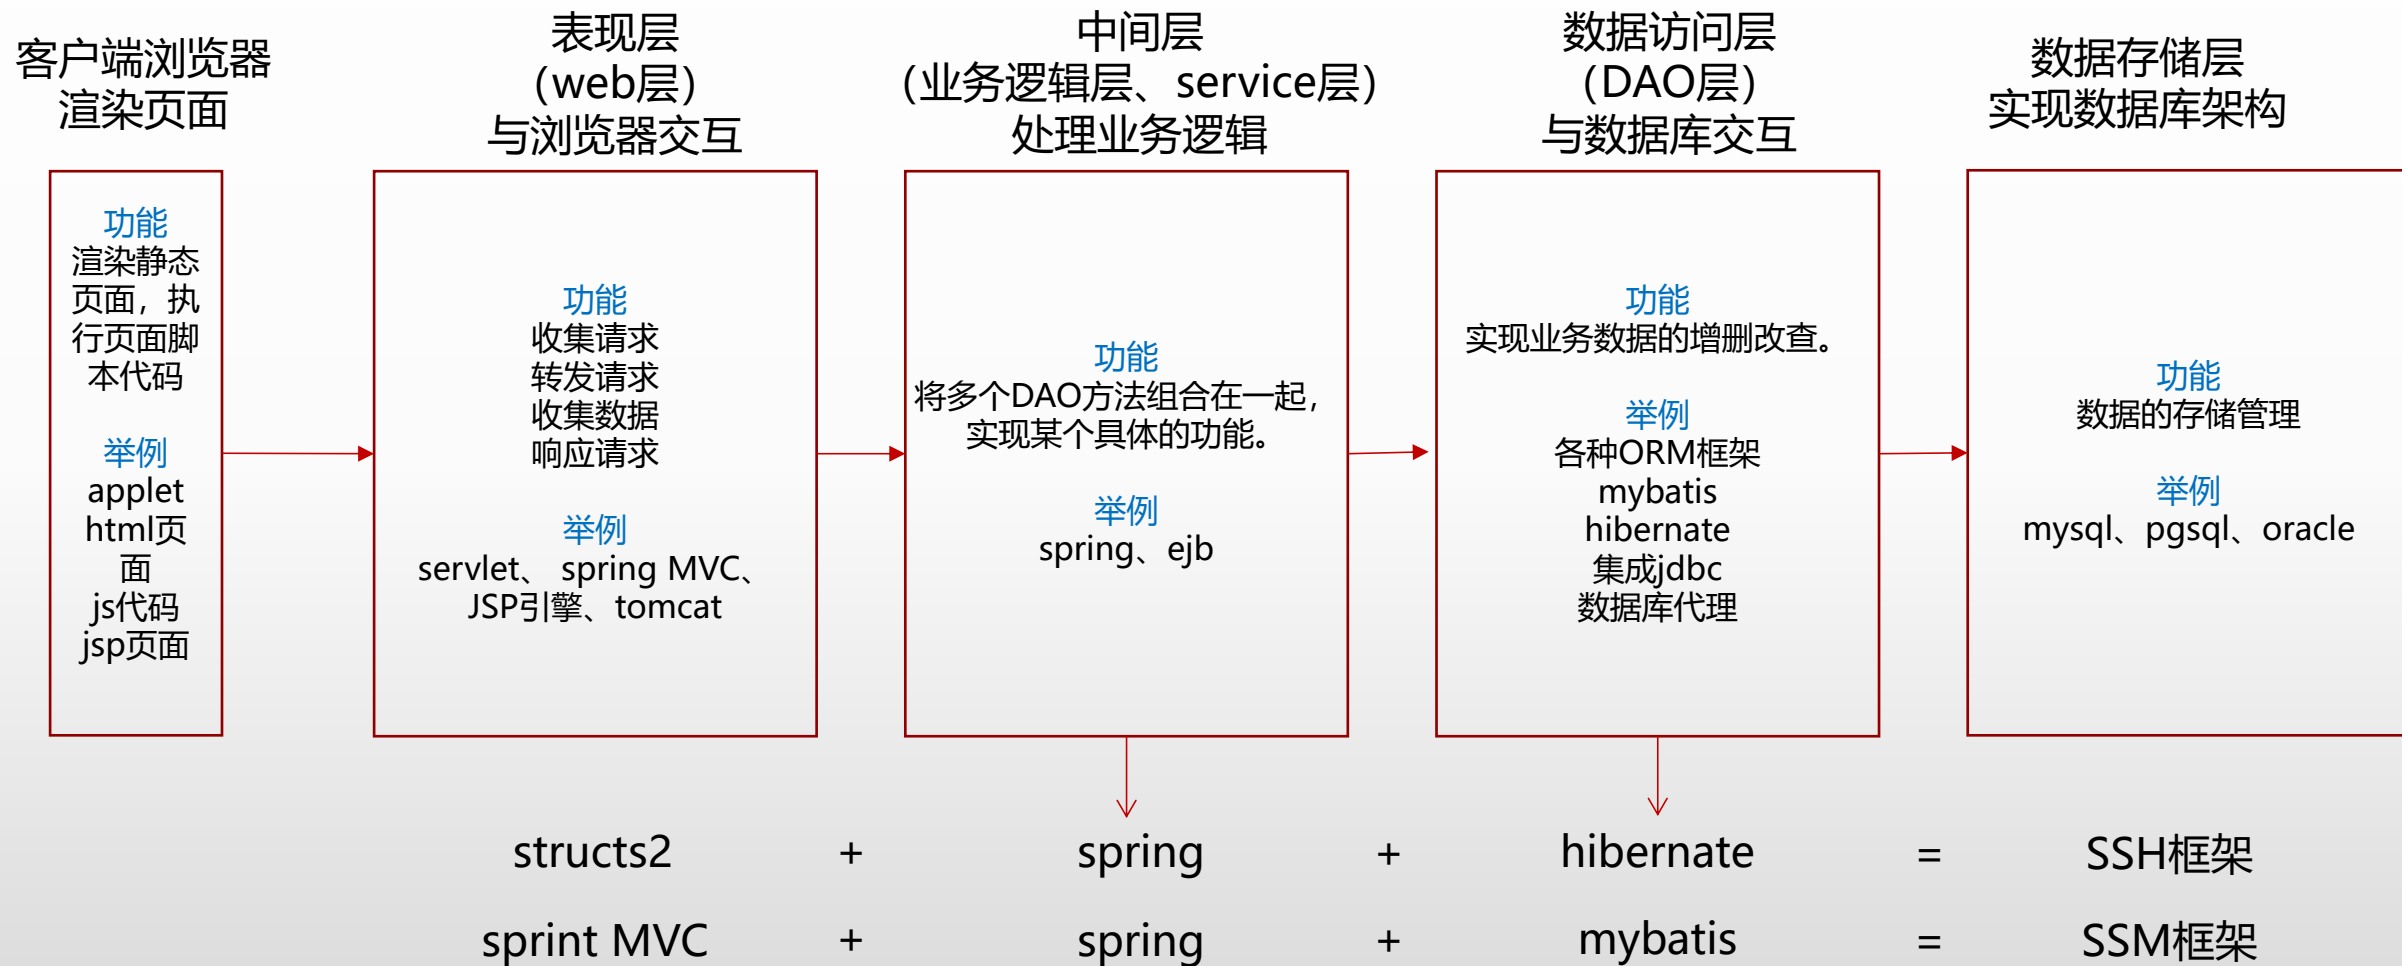 客户端浏览器
渲染页面
表现层
（web层）
与浏览器交互
中间层
（业务逻辑层、service层）
处理业务逻辑
数据访问层
（DAO层）
与数据库交互
数据存储层
实现数据库架构
功能
渲染静态
页面，执
行页面脚
本代码
举例
applet
html页
面
js代码
jsp页面
功能
收集请求
转发请求
收集数据
响应请求
举例
servlet、 spring MVC、
JSP引擎、tomcat
功能
将多个DAO方法组合在一起，
实现某个具体的功能。
举例
spring、ejb
功能
实现业务数据的增删改查。
举例
各种ORM框架
mybatis
hibernate
集成jdbc
数据库代理
功能
数据的存储管理
举例
mysql、pgsql、oracle
structs2 + spring + hibernate = SSH框架
sprint MVC + spring + mybatis = SSM框架